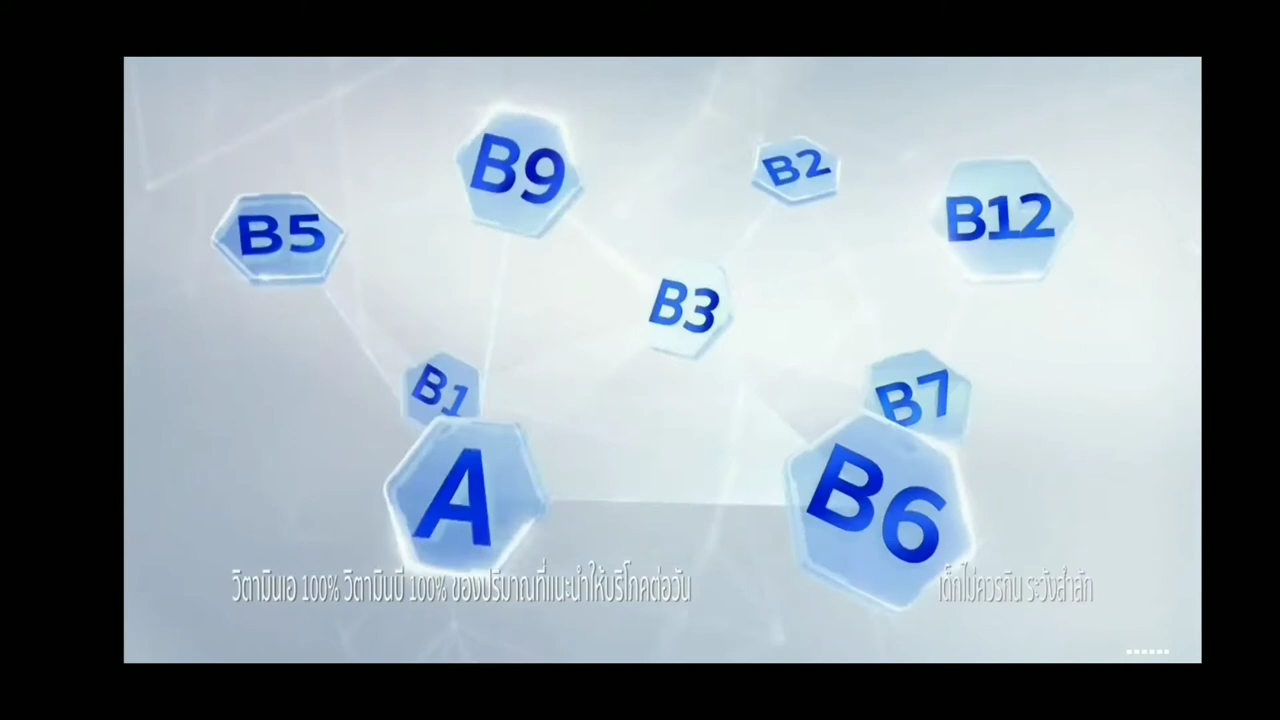 B9
B2
B5
B12
B3
B1
B7
A
B6
วิตามินเอ 100% วิตามินบี 100% ของปริมาณที่แนะนำให้บริโภคต่อวัน
เด็กไม่ควรกิน ระวังสำลัก